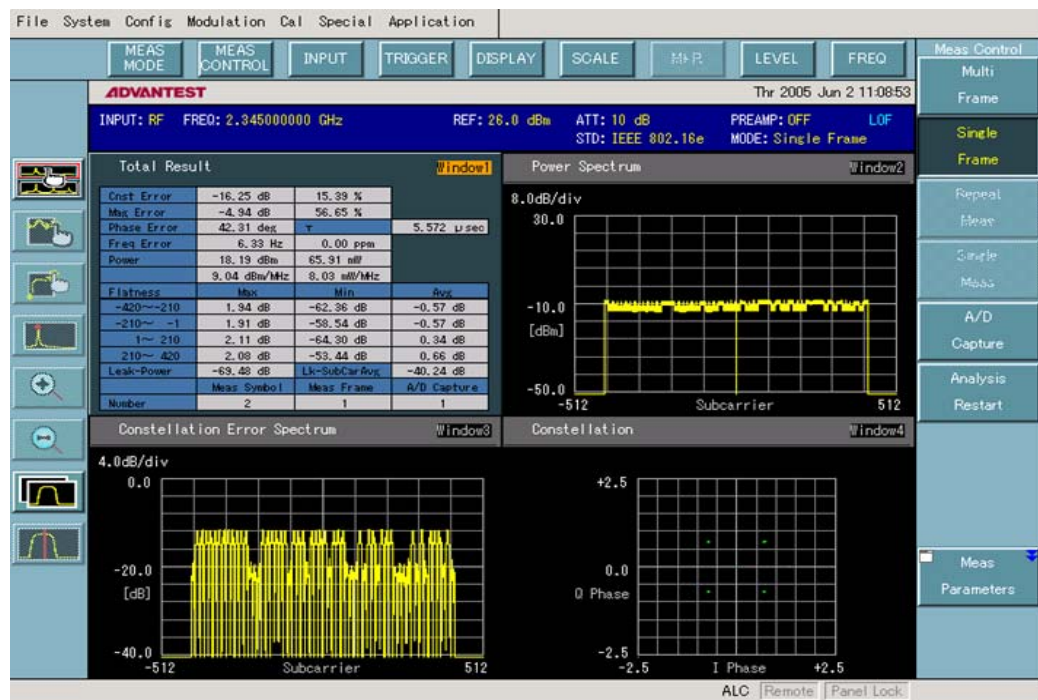 File System Config Modulation Cal Special Application
MEAS MODE MEAS CONTROL INPUT TRIGGER DISPLAY SCALE MKR LEVEL FREQ
ADVANTEST Thr 2005 Jun 2 11:08:53
INPUT: RF FREQ: 2.345000000 GHz REF: 26.0 dBm ATT: 10 dB PREAMP: OFF LOF
STD: IEEE 802.16e MODE: Single Frame
Total Result Window1
Cnst Error -16.25 dB 15.39 %
Mag Error -4.94 dB 56.65 %
Phase Error 42.31 deg τ 5.572 μsec
Freq Error 6.33 Hz 0.00 ppm
Power 18.19 dBm 65.91 mW
9.04 dBm/MHz 8.03 mW/MHz
Flatness Max Min Avg
-420~-210 1.94 dB -62.36 dB -0.57 dB
-210~ -1 1.91 dB -58.54 dB -0.57 dB
1~ 210 2.11 dB -64.30 dB 0.34 dB
210~ 420 2.08 dB -53.44 dB 0.66 dB
Leak-Power -69.48 dB Lk-SubCarAvg -40.24 dB
Meas Symbol Meas Frame A/D Capture
Number 2 1 1
Power Spectrum Window2
8.0dB/div
30.0
-10.0
[dBm]
-50.0
-512 Subcarrier 512
Constellation Error Spectrum Window3
4.0dB/div
0.0
-20.0
[dB]
-40.0
-512 Subcarrier 512
Constellation Window4
+2.5
0.0
Q Phase
-2.5
-2.5 I Phase +2.5
Meas Control
Multi
Frame
Single
Frame
Repeat
Meas
Single
Meas
A/D
Capture
Analysis
Restart
Meas
Parameters
ALC Remote Panel Lock